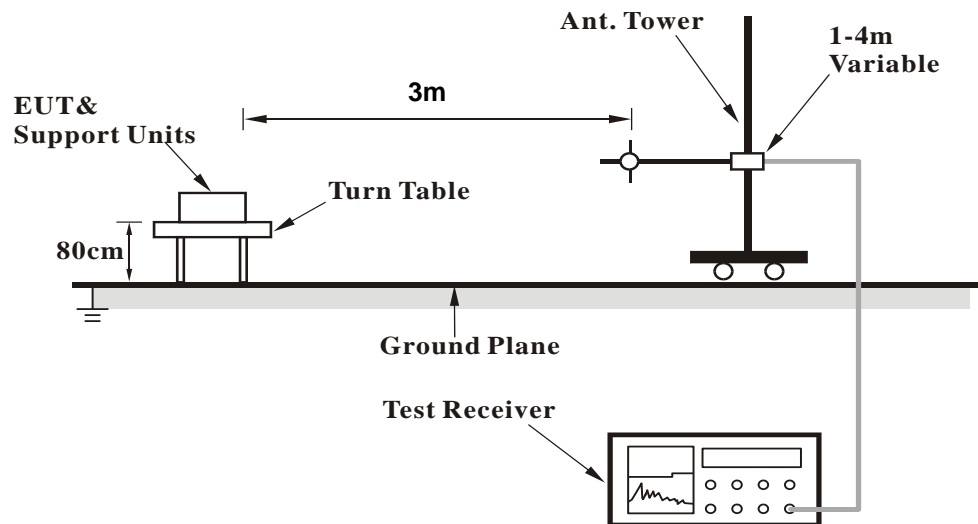 Ant. Tower
1-4m
Variable
3m
EUT&
Support Units
Turn Table
80cm
Ground Plane
Test Receiver